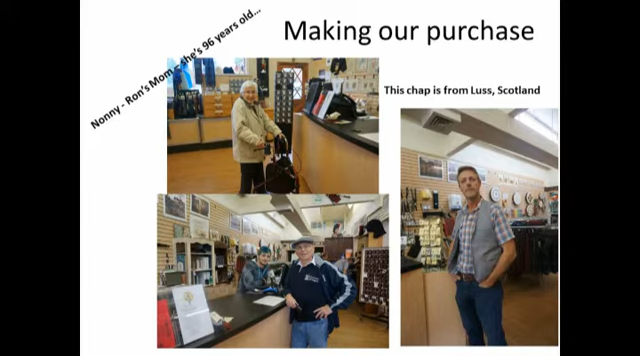 Making our purchase
Nonny - Ron's Mom - she's 96 years old...
This chap is from Luss, Scotland